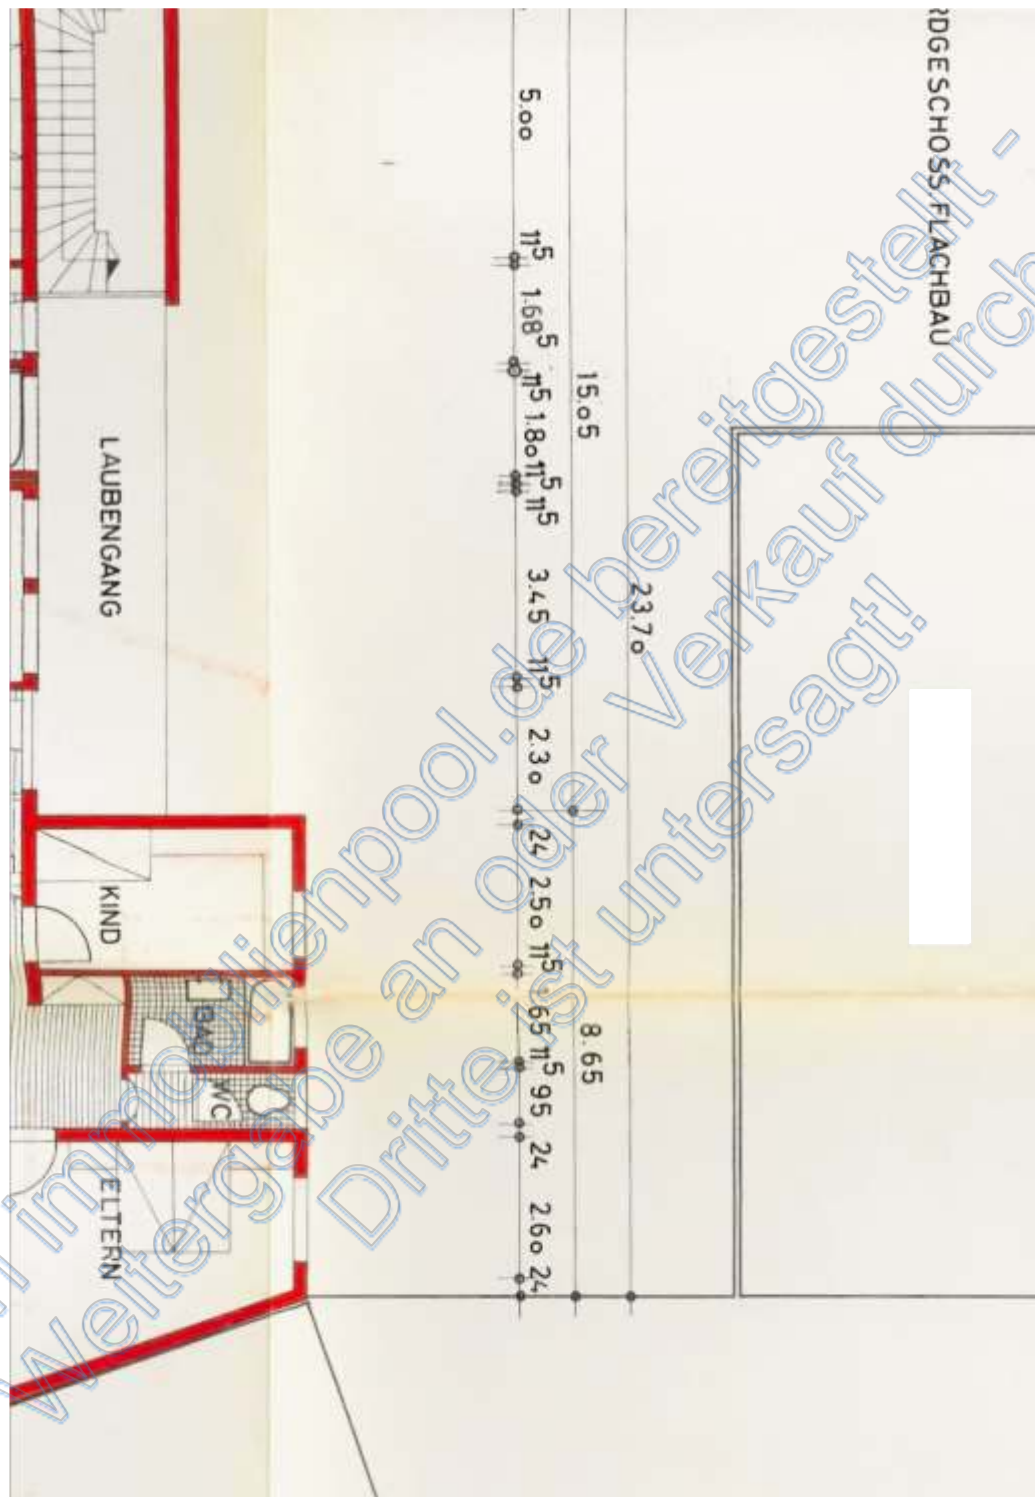 RDGESCHOSS FLACHBAU
23.7o
15.o5
8.65
5.oo
11⁵
1.68⁵
11⁵
1.8o
11⁵
11⁵
3.45
11⁵
2.3o
24
2.5o
11⁵
65
11⁵
95
24
2.6o
24
LAUBENGANG
KIND
BAD
WC
ELTERN
immobilienpool.de bereitgestellt -
Weitergabe an oder Verkauf durch
Dritte ist untersagt!